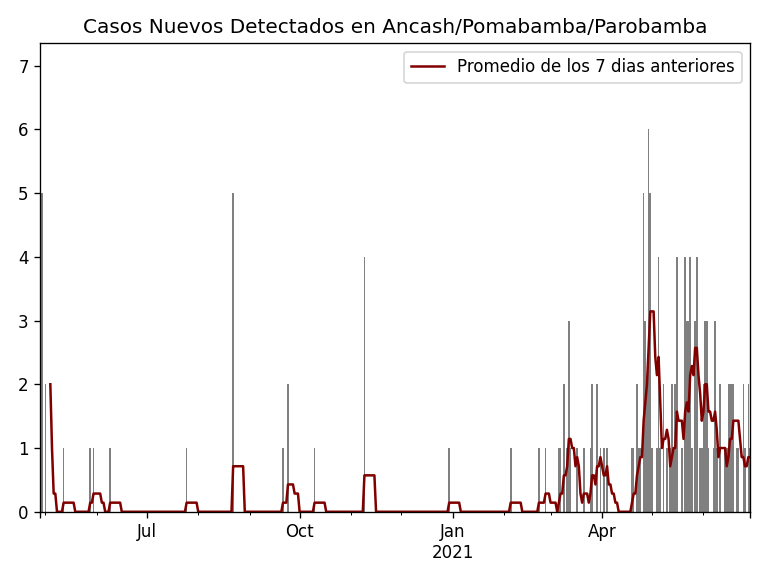 Casos Nuevos Detectados en Ancash/Pomabamba/Parobamba
Promedio de los 7 dias anteriores
7
6
5
4
3
2
1
0
Jul
Oct
Jan
2021
Apr